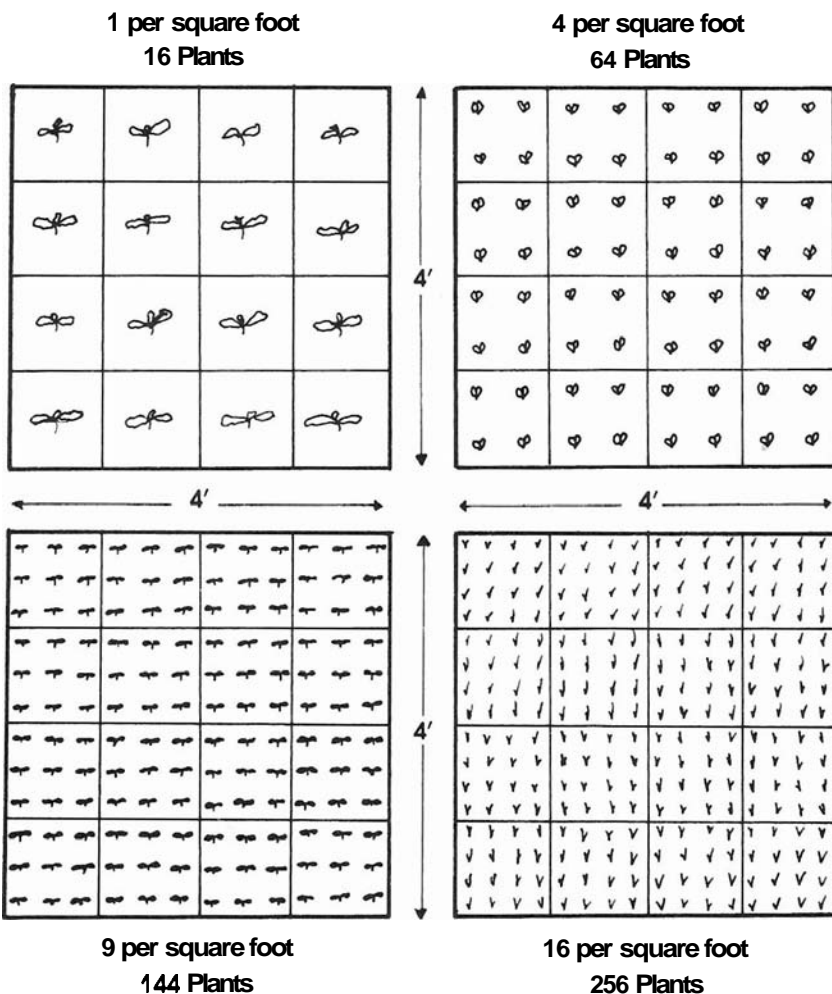 1 per square foot
16 Plants
4 per square foot
64 Plants
4′
4′
4′
4′
9 per square foot
144 Plants
16 per square foot
256 Plants